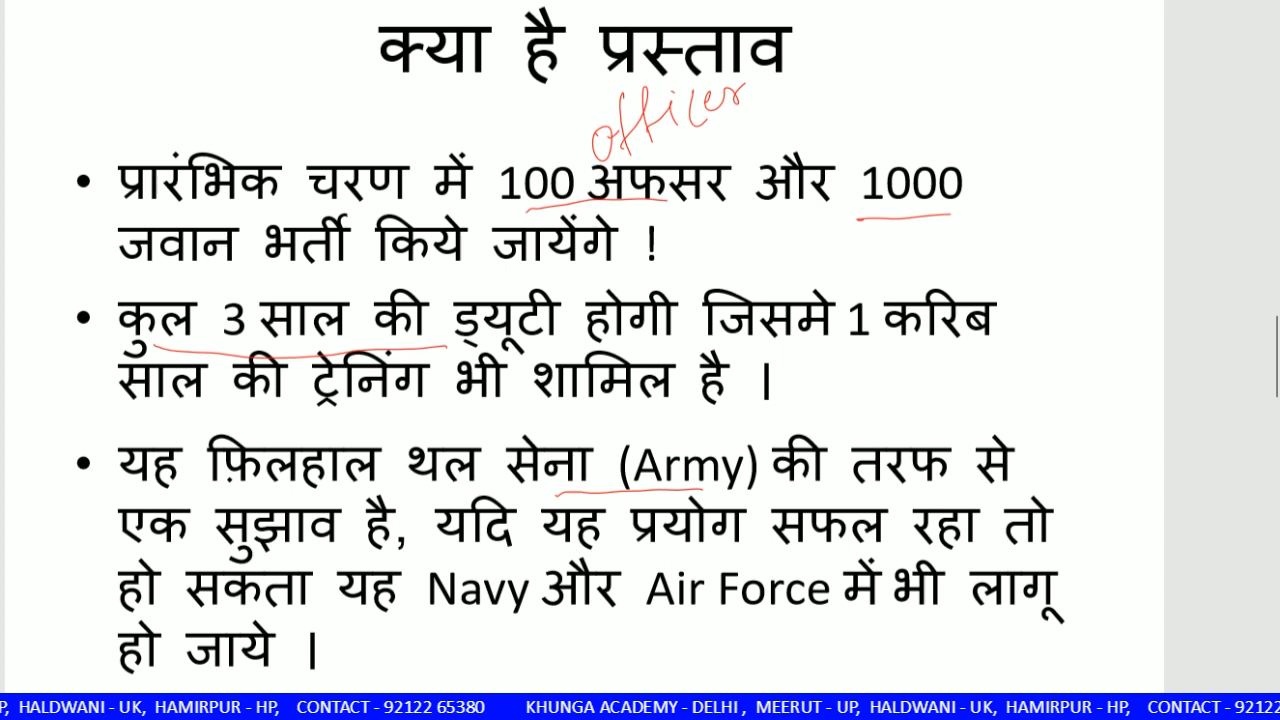 क्या है प्रस्ताव
officer
• प्रारंभिक चरण में 100 अफसर और 1000
जवान भर्ती किये जायेंगे !
• कुल 3 साल की ड्यूटी होगी जिसमे 1 करिब
साल की ट्रेनिंग भी शामिल है ।
• यह फ़िलहाल थल सेना (Army) की तरफ से
एक सुझाव है, यदि यह प्रयोग सफल रहा तो
हो सकता यह Navy और Air Force में भी लागू
हो जाये ।
P, HALDWANI - UK, HAMIRPUR - HP, CONTACT - 92122 65380 KHUNGA ACADEMY - DELHI , MEERUT - UP, HALDWANI - UK, HAMIRPUR - HP, CONTACT - 92122